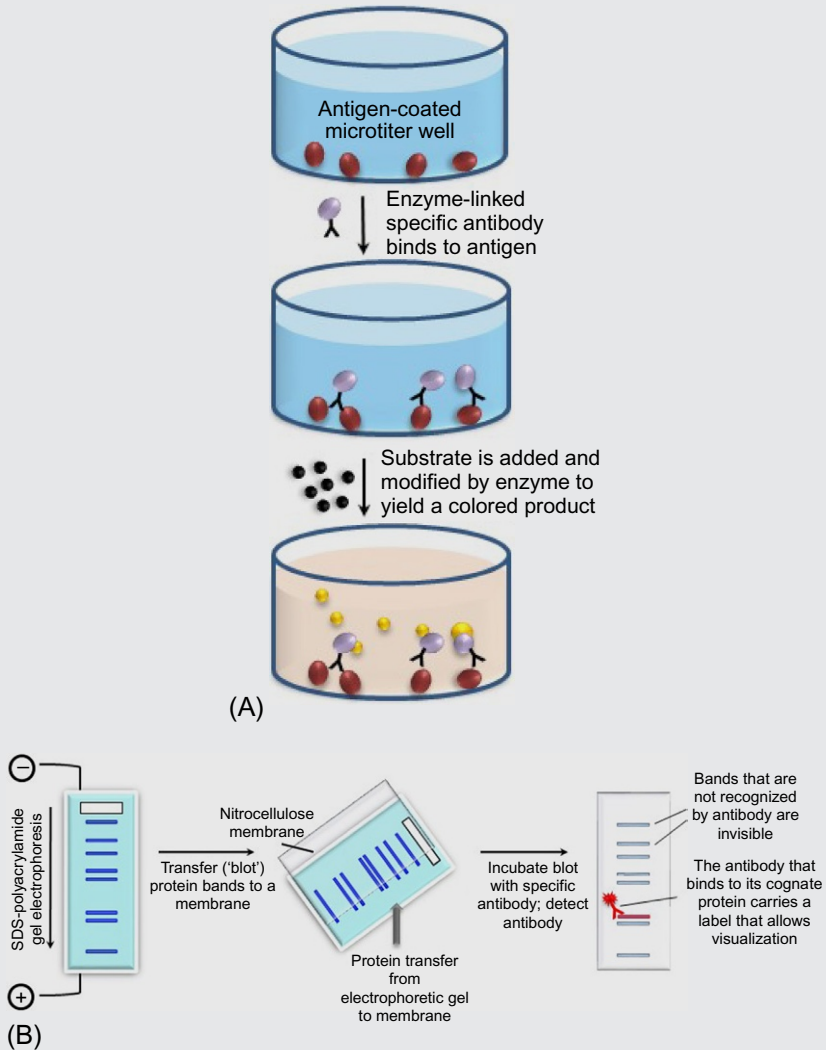 Antigen-coated
microtiter well
Enzyme-linked
specific antibody
binds to antigen
Substrate is added and
modified by enzyme to
yield a colored product
(A)
−
SDS-polyacrylamide
gel electrophoresis
+
Transfer (‘blot’)
protein bands to a
membrane
Nitrocellulose
membrane
Protein transfer
from
electrophoretic gel
to membrane
Incubate blot
with specific
antibody; detect
antibody
Bands that are
not recognized
by antibody are
invisible
The antibody that
binds to its cognate
protein carries a
label that allows
visualization
(B)